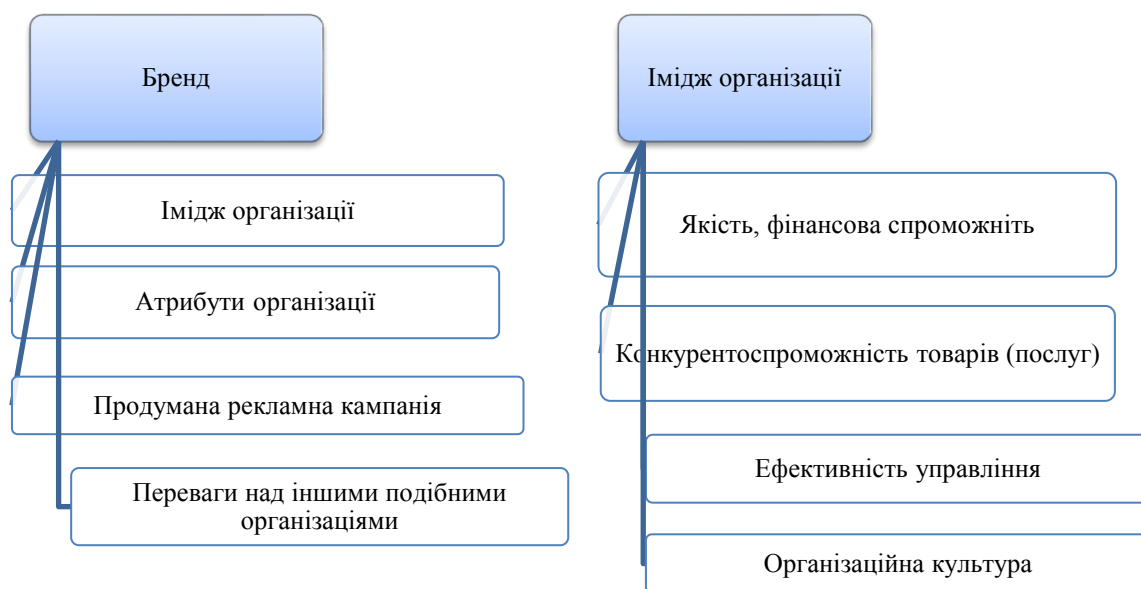 Бренд
Імідж організації
Атрибути організації
Продумана рекламна кампанія
Переваги над іншими подібними
організаціями
Імідж організації
Якість, фінансова спроможніть
Конкурентоспроможність товарів (послуг)
Ефективність управління
Організаційна культура